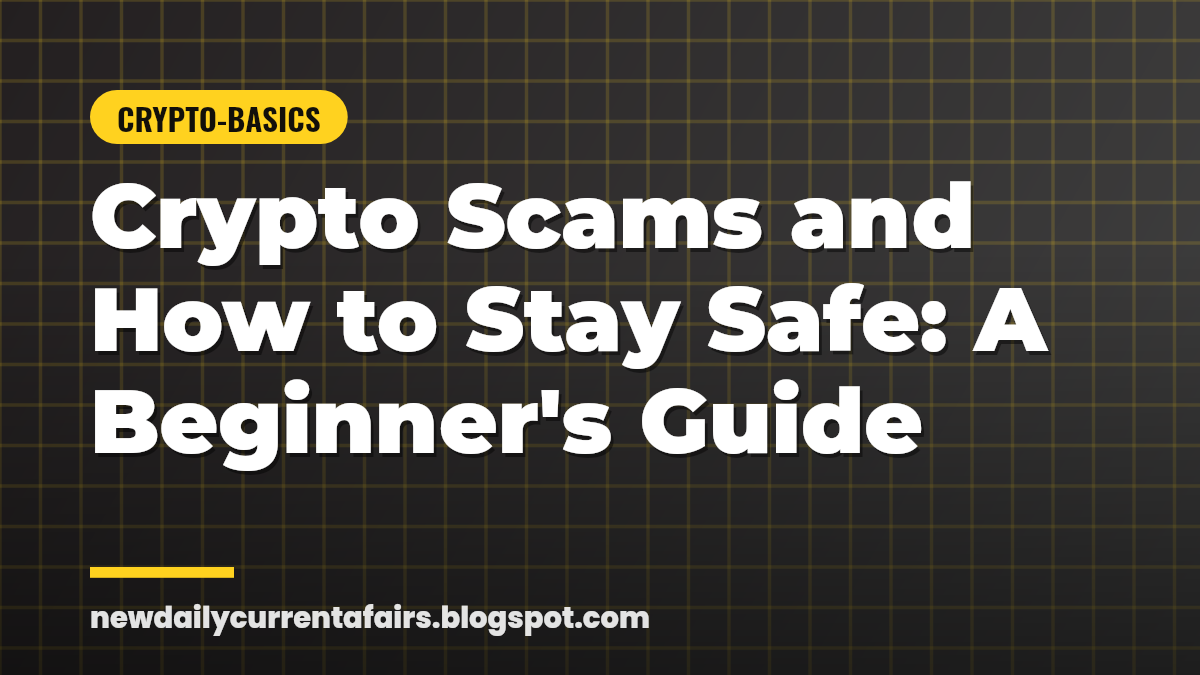 CRYPTO-BASICS
Crypto Scams and
How to Stay Safe: A
Beginner's Guide
newdailycurrentafairs.blogspot.com